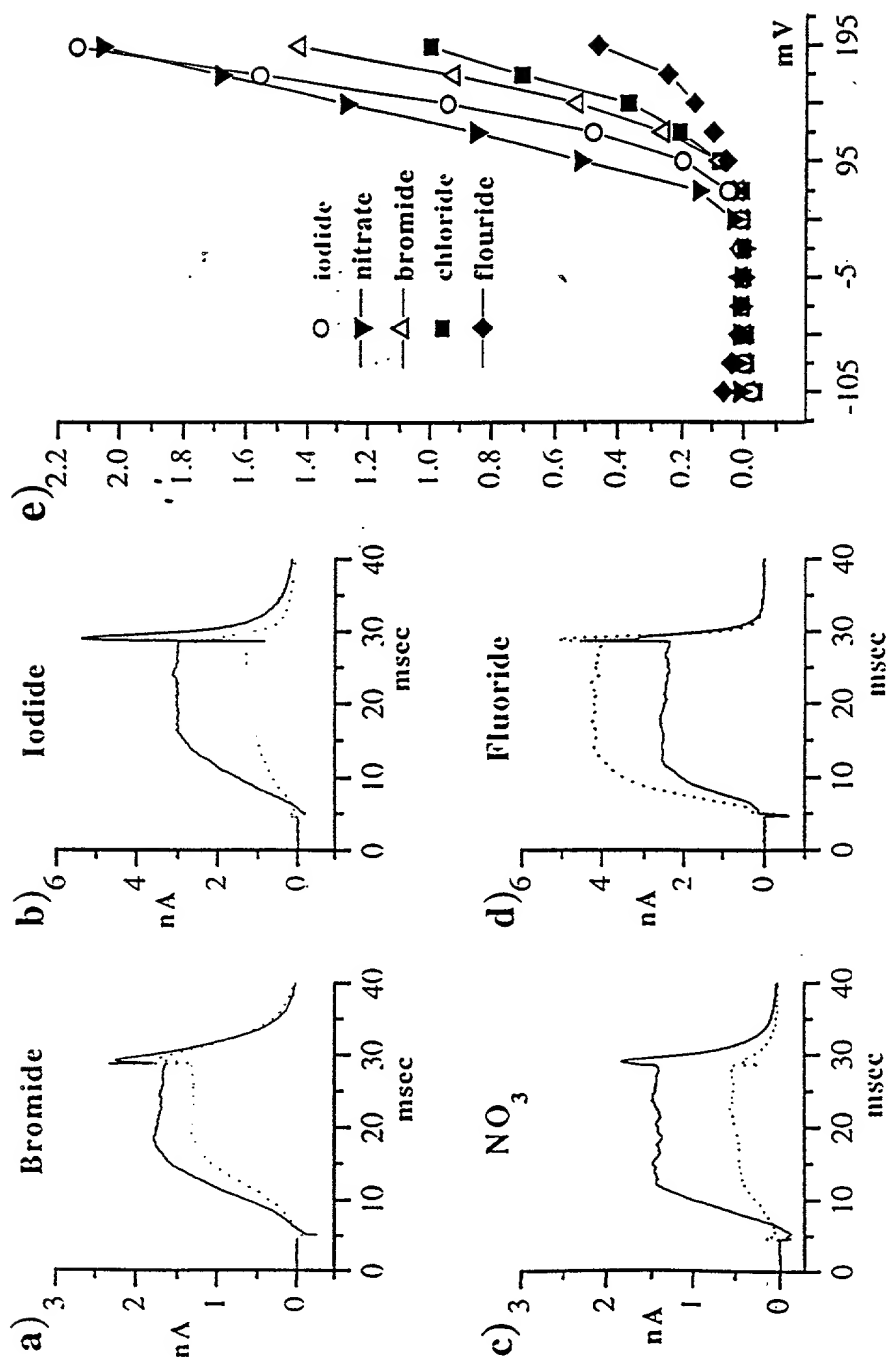 a)
Bromide
3
2
1
0
nA
0
10
20
30
40
msec
b)
Iodide
6
4
2
0
nA
0
10
20
30
40
msec
c)
NO3
3
2
1
0
nA
0
10
20
30
40
msec
d)
Fluoride
6
4
2
0
nA
0
10
20
30
40
msec
e)
2.2
2.0
1.8
1.6
1.4
1.2
1.0
0.8
0.6
0.4
0.2
0.0
iodide
nitrate
bromide
chloride
flouride
-105
-5
95
195
mV